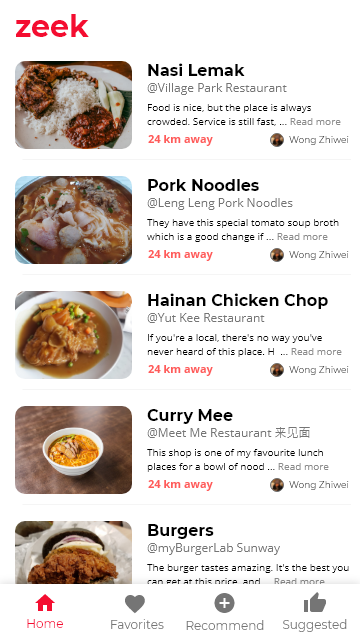 zeek
Nasi Lemak
@Village Park Restaurant
Food is nice, but the place is always
crowded. Service is still fast, ... Read more
24 km away
Wong Zhiwei
Pork Noodles
@Leng Leng Pork Noodles
They have this special tomato soup broth
which is a good change if ... Read more
24 km away
Wong Zhiwei
Hainan Chicken Chop
@Yut Kee Restaurant
If you're a local, there's no way you've
never heard of this place. H ... Read more
24 km away
Wong Zhiwei
Curry Mee
@Meet Me Restaurant 来见面
This shop is one of my favourite lunch
places for a bowl of nood ... Read more
24 km away
Wong Zhiwei
Burgers
@myBurgerLab Sunway
The burger tastes amazing. It's the best you
can get at this price, and ... Read more
Home
Favorites
Recommend
Suggested